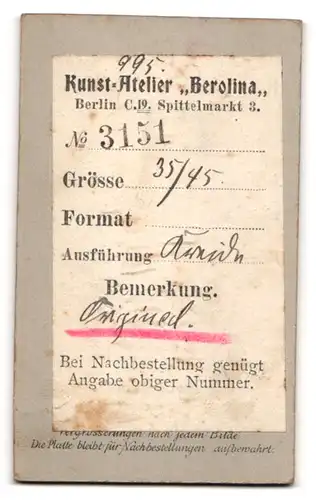 995.
Kunst-Atelier „Berolina„
Berlin C.19. Spittelmarkt 3.
№ 3151
Grösse 35/45.
Format
Ausführung Kreide
Bemerkung.
Original.
Bei Nachbestellung genügt
Angabe obiger Nummer.
Vergrösserungen nach jedem Bilde
Die Platte bleibt für Nachbestellungen aufbewahrt.